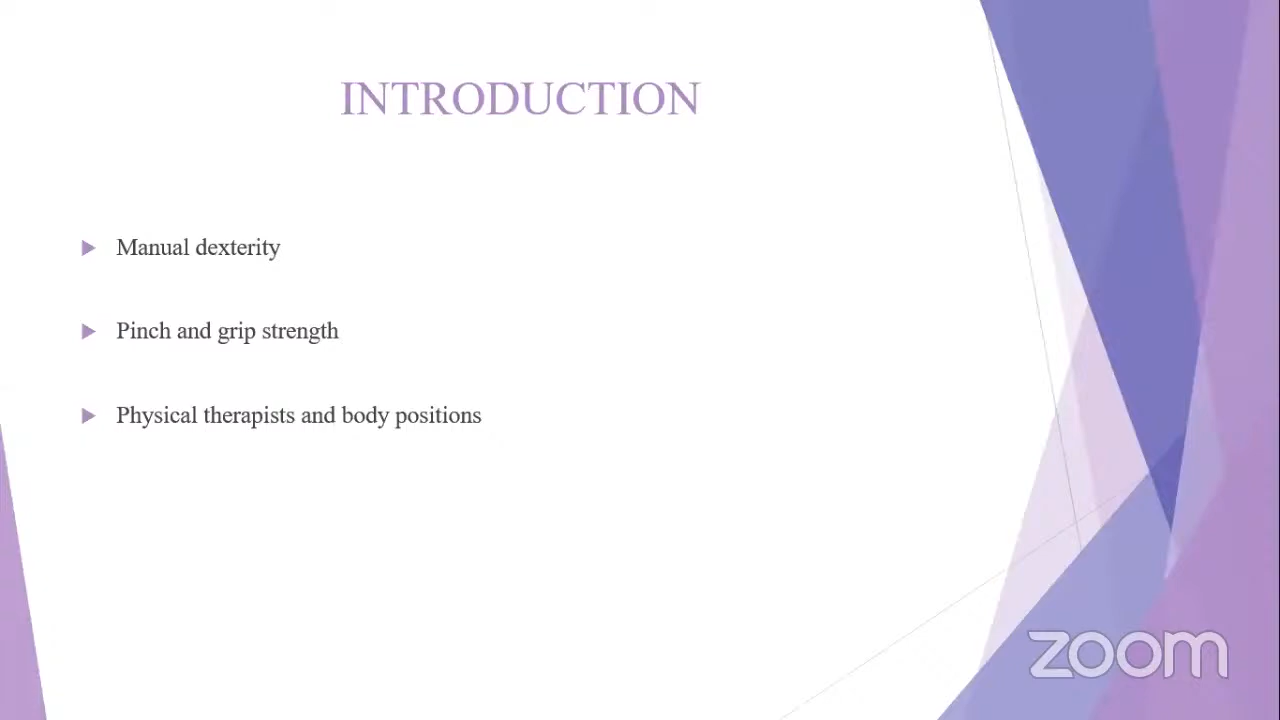 INTRODUCTION
Manual dexterity
Pinch and grip strength
Physical therapists and body positions
zoom